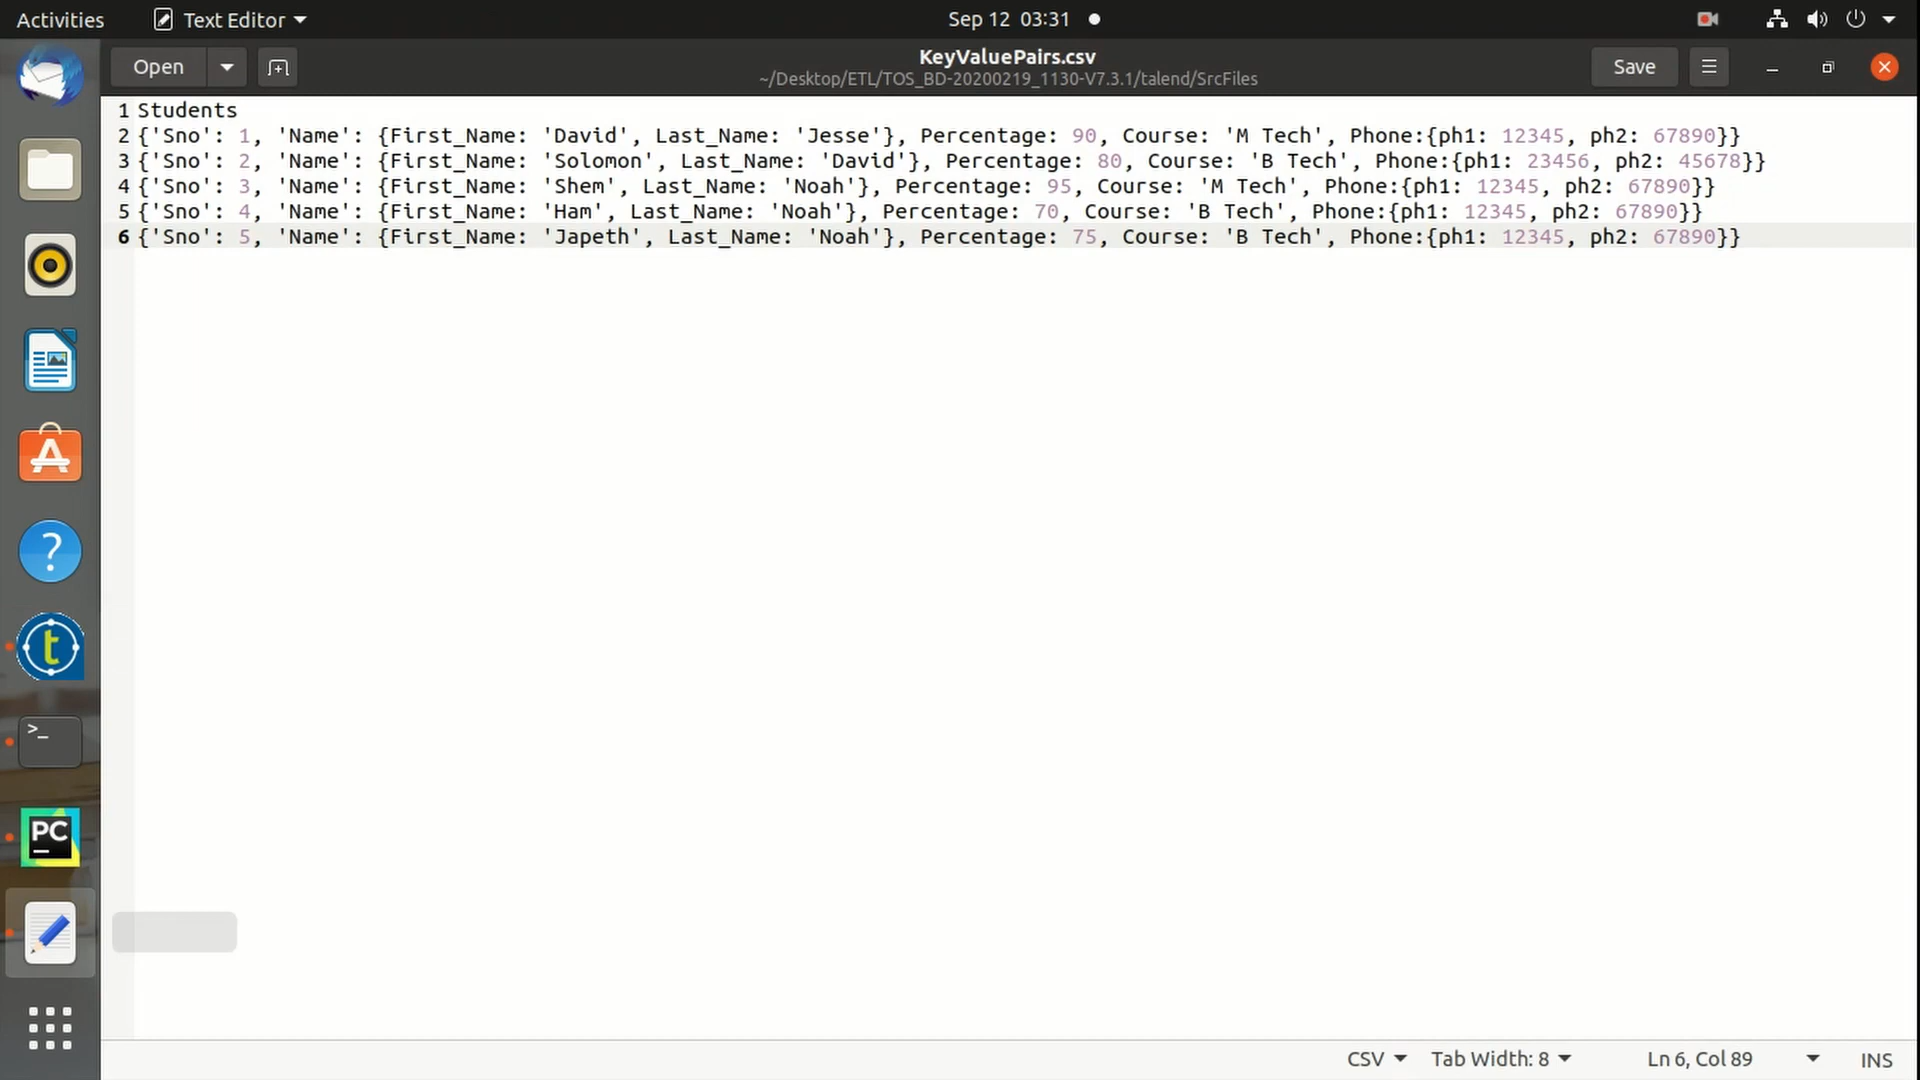 Activities Text Editor Sep 12 03:31
Open KeyValuePairs.csv Save
~/Desktop/ETL/TOS_BD-20200219_1130-V7.3.1/talend/SrcFiles
1 Students
2 {'Sno': 1, 'Name': {First_Name: 'David', Last_Name: 'Jesse'}, Percentage: 90, Course: 'M Tech', Phone:{ph1: 12345, ph2: 67890}}
3 {'Sno': 2, 'Name': {First_Name: 'Solomon', Last_Name: 'David'}, Percentage: 80, Course: 'B Tech', Phone:{ph1: 23456, ph2: 45678}}
4 {'Sno': 3, 'Name': {First_Name: 'Shem', Last_Name: 'Noah'}, Percentage: 95, Course: 'M Tech', Phone:{ph1: 12345, ph2: 67890}}
5 {'Sno': 4, 'Name': {First_Name: 'Ham', Last_Name: 'Noah'}, Percentage: 70, Course: 'B Tech', Phone:{ph1: 12345, ph2: 67890}}
6 {'Sno': 5, 'Name': {First_Name: 'Japeth', Last_Name: 'Noah'}, Percentage: 75, Course: 'B Tech', Phone:{ph1: 12345, ph2: 67890}}
?
t
>_
PC
CSV Tab Width: 8 Ln 6, Col 89 INS